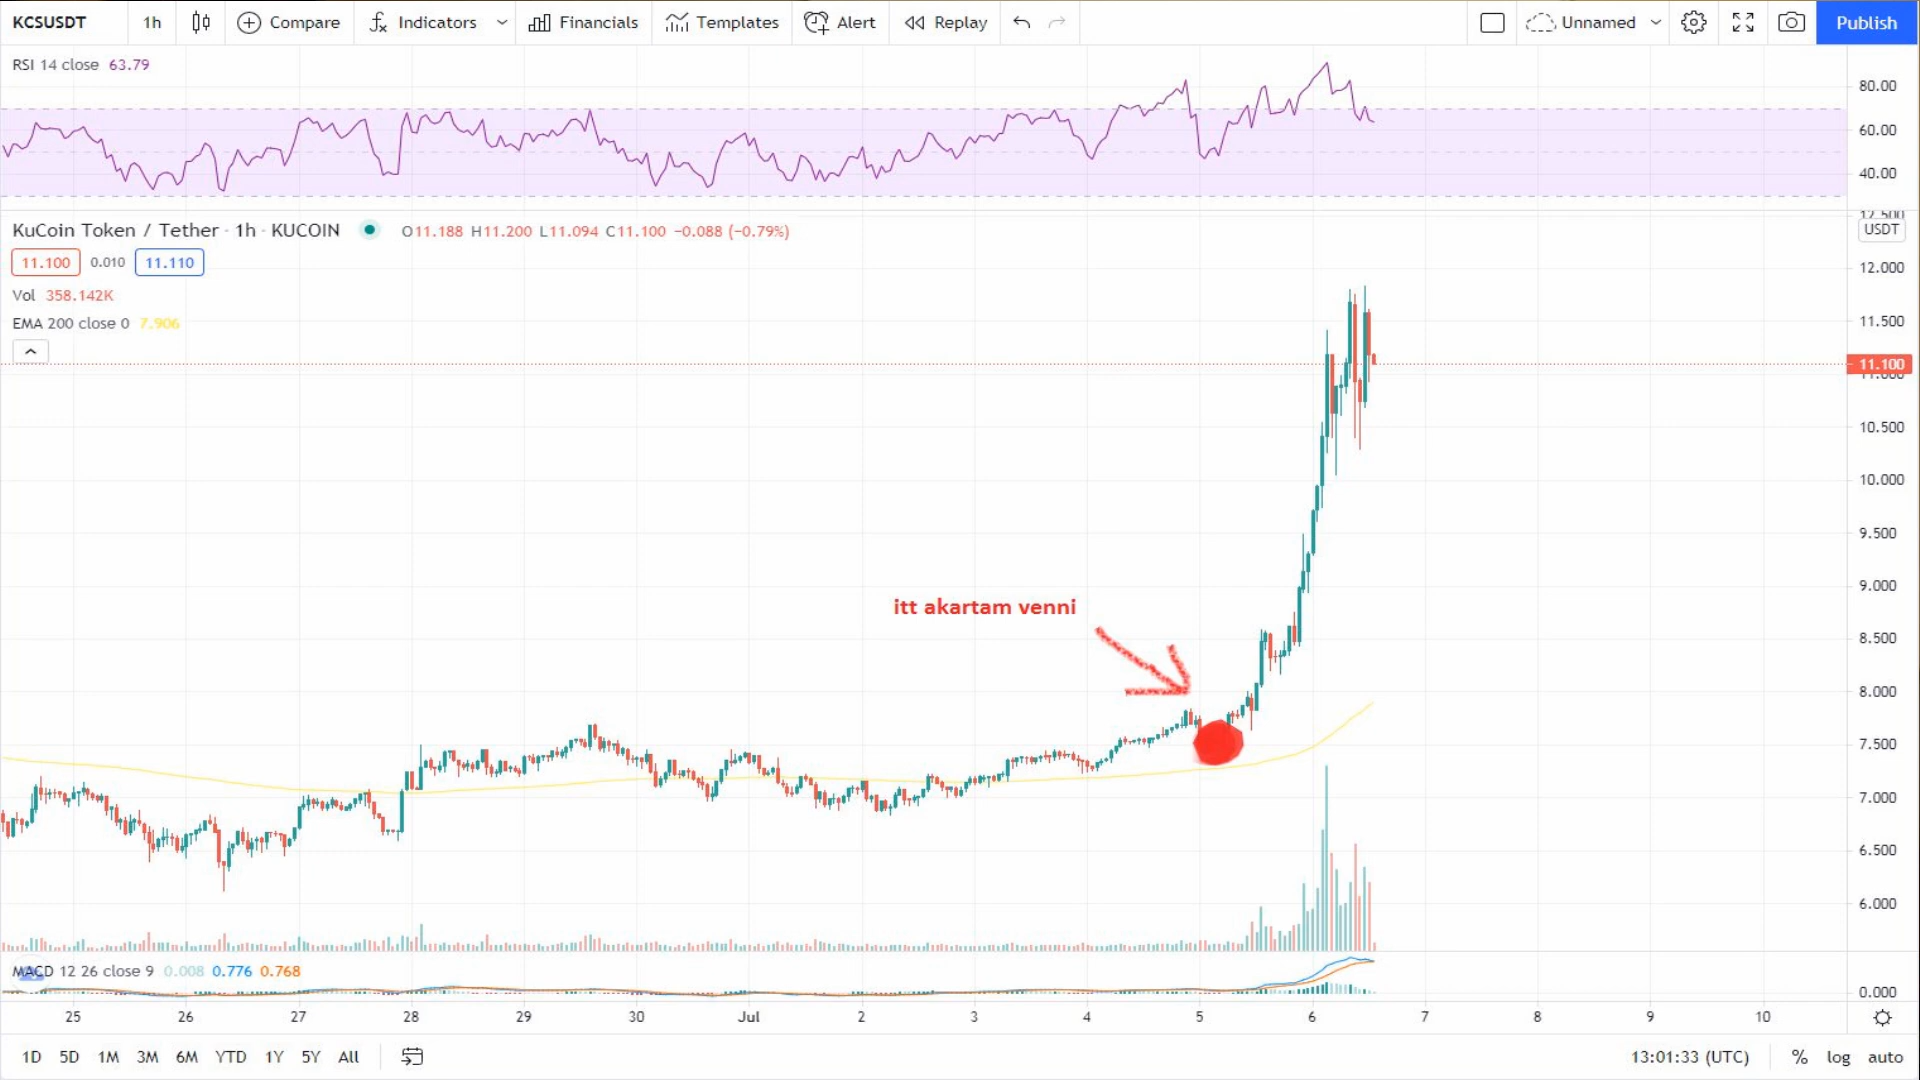 KCSUSDT 1h Compare Indicators Financials Templates Alert Replay Unnamed Publish
RSI 14 close 63.79
80.00
60.00
40.00
12.500
KuCoin Token / Tether · 1h · KUCOIN O11.188 H11.200 L11.094 C11.100 −0.088 (−0.79%)
USDT
11.100 0.010 11.110
12.000
Vol 358.142K
EMA 200 close 0 7.906
11.500
11.100
11.000
10.500
10.000
9.500
9.000
itt akartam venni
8.500
8.000
7.500
7.000
6.500
6.000
MACD 12 26 close 9 0.008 0.776 0.768
0.000
25 26 27 28 29 30 Jul 2 3 4 5 6 7 8 9 10
1D 5D 1M 3M 6M YTD 1Y 5Y All 13:01:33 (UTC) % log auto